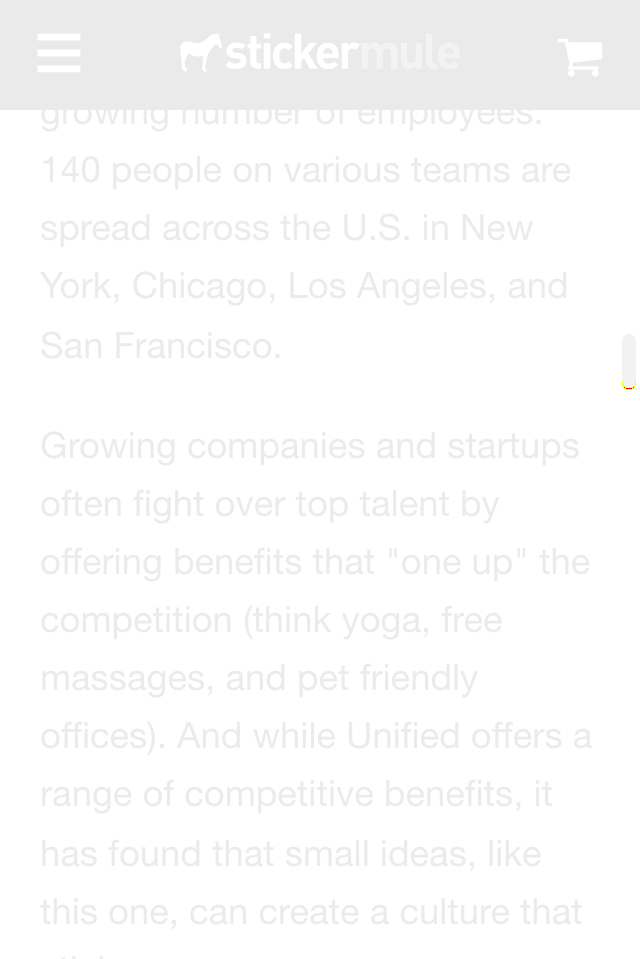 stickermule
growing number of employees.
140 people on various teams are
spread across the U.S. in New
York, Chicago, Los Angeles, and
San Francisco.
Growing companies and startups
often fight over top talent by
offering benefits that "one up" the
competition (think yoga, free
massages, and pet friendly
offices). And while Unified offers a
range of competitive benefits, it
has found that small ideas, like
this one, can create a culture that